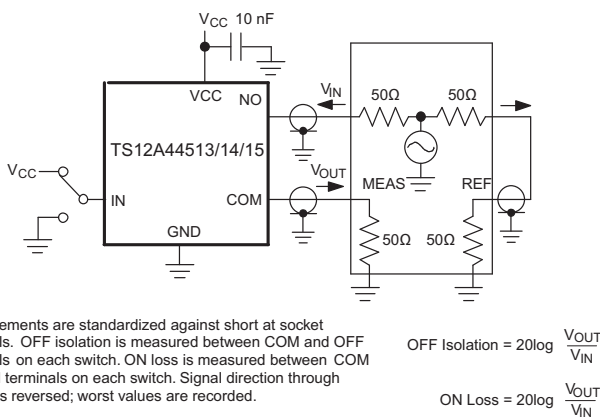 VCC 10 nF
VCC
NO
VIN
50Ω
50Ω
TS12A44513/14/15
VCC
IN
COM
VOUT
MEAS
REF
GND
50Ω
50Ω
ements are standardized against short at socket
ls. OFF isolation is measured between COM and OFF
ls on each switch. ON loss is measured between COM
terminals on each switch. Signal direction through
s reversed; worst values are recorded.
OFF Isolation = 20log VOUT/VIN
ON Loss = 20log VOUT/VIN